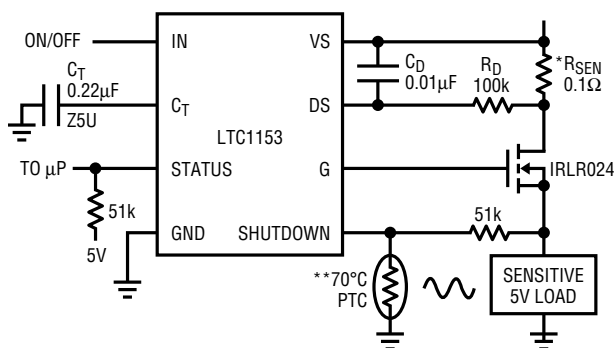 ON/OFF
IN
VS
C_T
0.22µF
Z5U
C_D
0.01µF
R_D
100k
*R_SEN
0.1Ω
C_T
DS
LTC1153
TO µP
STATUS
G
IRLR024
51k
5V
GND
SHUTDOWN
51k
**70°C
PTC
SENSITIVE
5V LOAD